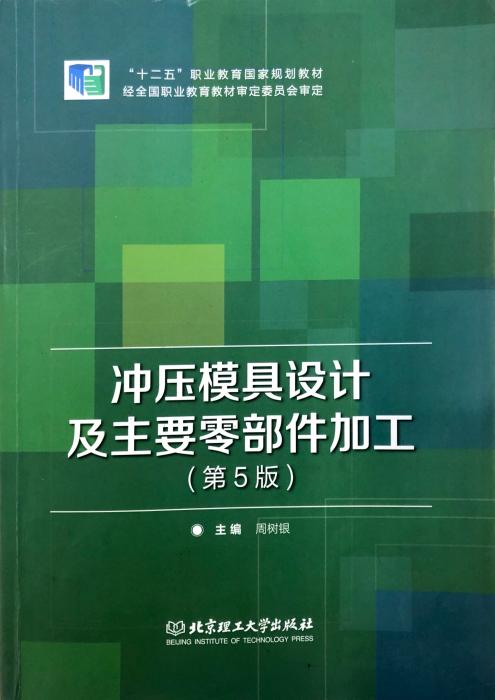 “十二五”职业教育国家规划教材
经全国职业教育教材审定委员会审定
冲压模具设计
及主要零部件加工
（第5版）
主编 周树银
北京理工大学出版社
BEIJING INSTITUTE OF TECHNOLOGY PRESS